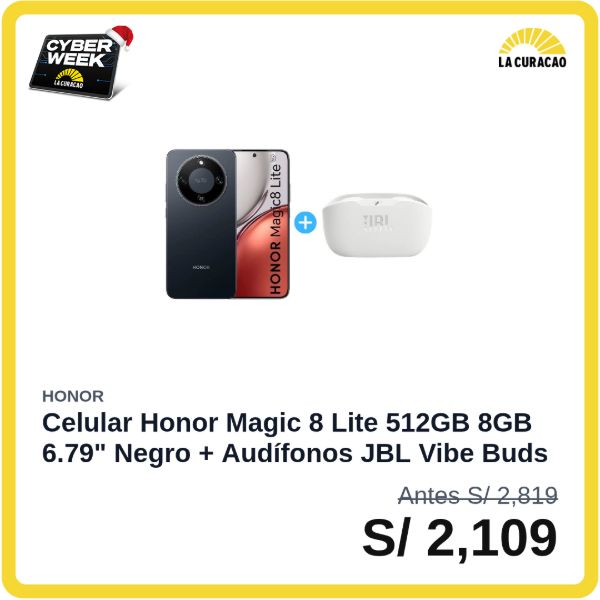 CYBER
WEEK
LA CURACAO
LA CURACAO
HONOR
HONOR Magic8 Lite
JBL
HONOR
Celular Honor Magic 8 Lite 512GB 8GB
6.79" Negro + Audífonos JBL Vibe Buds
Antes S/ 2,819
S/ 2,109